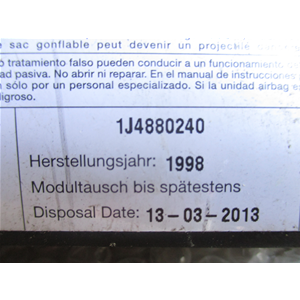 sac gonflable peut devenir un projectile
tratamiento falso pueden conducir a un funcionamiento
pasiva. No abrir ni reparar. En el manual de instrucciones
sólo por un personal especializado. Si la unidad airbag
1J4880240
Herstellungsjahr: 1998
Modultausch bis spätestens
Disposal Date: 13-03-2013